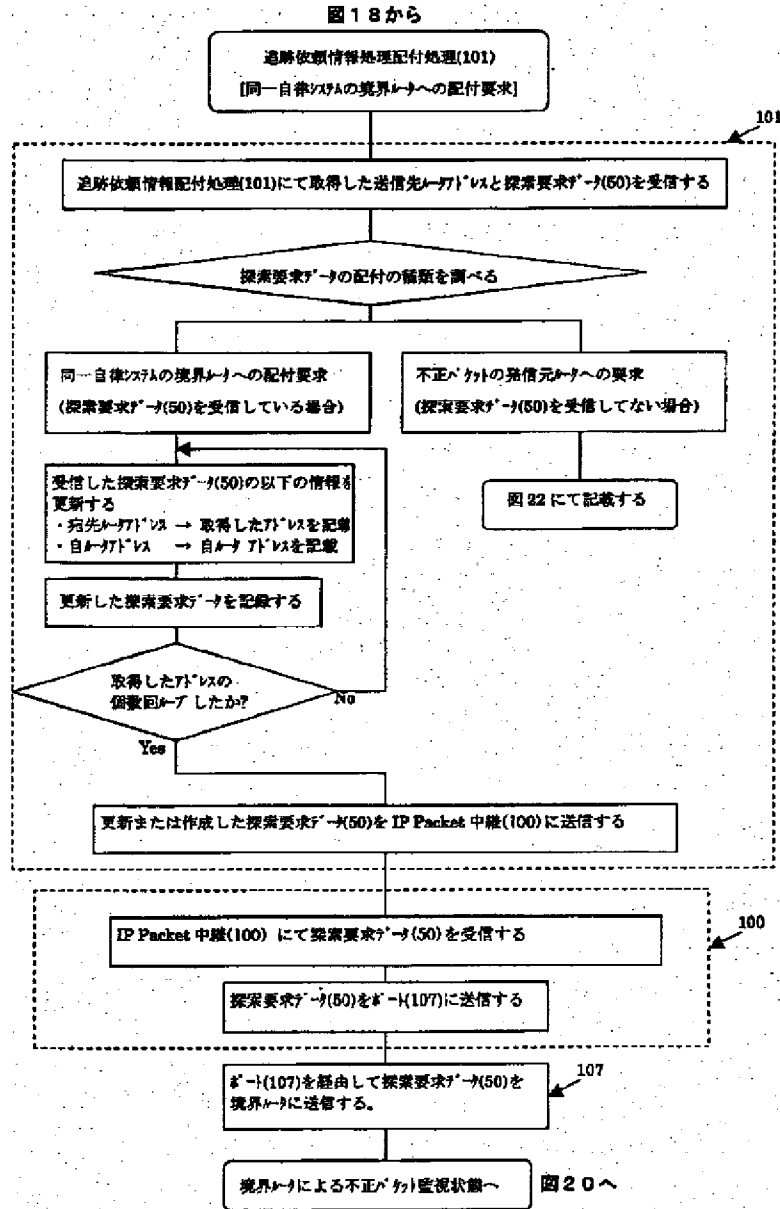 図18から
追跡依頼情報処理配付処理(101)
[同一自律システムの境界ルータへの配付要求]
101
追跡依頼情報配付処理(101)にて取得した送信先ルータアドレスと探索要求データ(50)を受信する
探索要求データの配付の種類を調べる
同一自律システムの境界ルータへの配付要求
(探索要求データ(50)を受信している場合)
不正パケットの発信元ルータへの要求
(探索要求データ(50)を受信してない場合)
受信した探索要求データ(50)の以下の情報を
更新する
・宛先ルータアドレス → 取得したアドレスを記載
・自ルータアドレス → 自ルータ アドレスを記載
図22にて記載する
更新した探索要求データを記録する
取得したアドレスの
個数回ループしたか?
No
Yes
更新または作成した探索要求データ(50)を IP Packet 中継(100)に送信する
100
IP Packet 中継(100) にて探索要求データ(50)を受信する
探索要求データ(50)をポート(107)に送信する
107
ポート(107)を経由して探索要求データ(50)を
境界ルータに送信する。
境界ルータによる不正パケット監視状態へ
図20へ